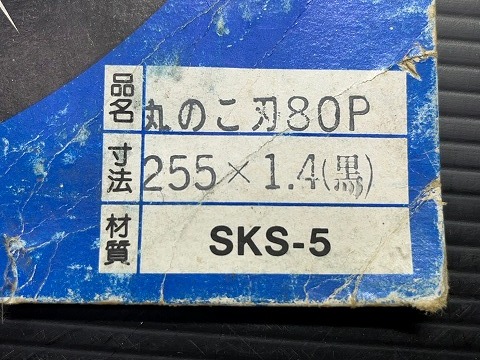 品名 丸のこ刃80P
寸法 255×1.4(黒)
材質 SKS-5